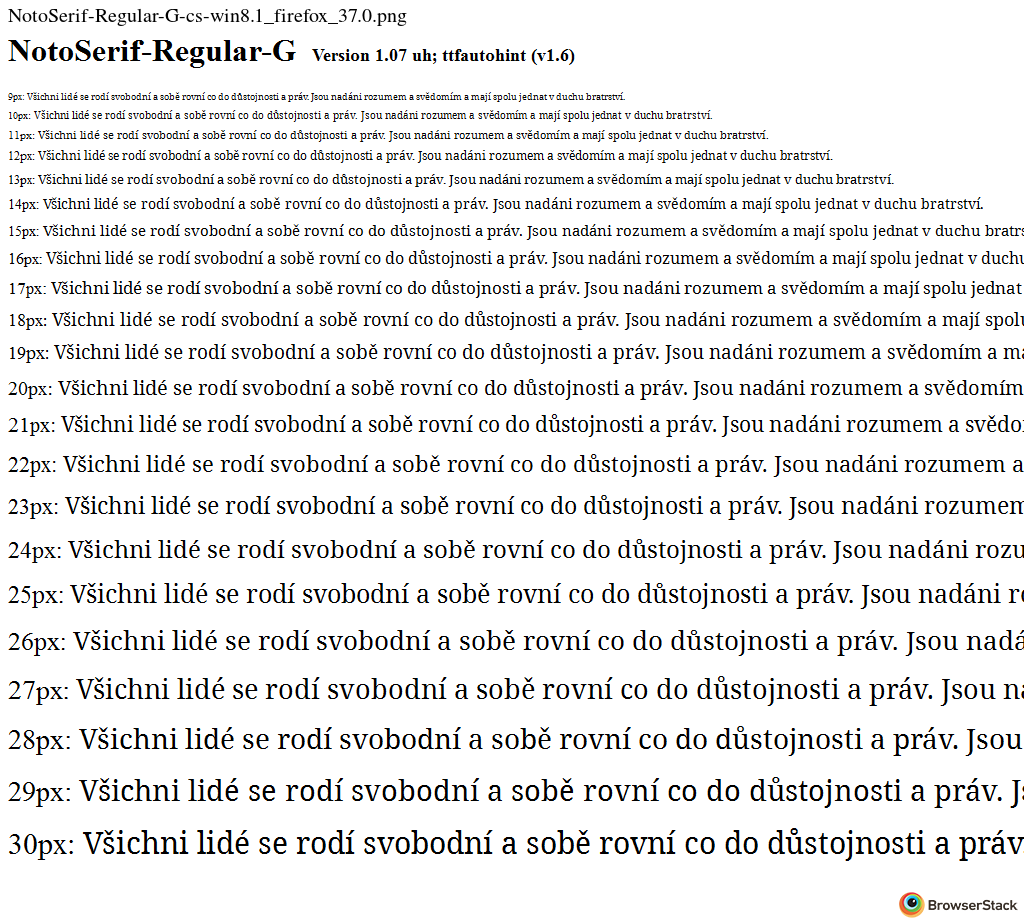 NotoSerif-Regular-G-cs-win8.1_firefox_37.0.png
NotoSerif-Regular-G Version 1.07 uh; ttfautohint (v1.6)
9px: Všichni lidé se rodí svobodní a sobě rovní co do důstojnosti a práv. Jsou nadáni rozumem a svědomím a mají spolu jednat v duchu bratrství.
10px: Všichni lidé se rodí svobodní a sobě rovní co do důstojnosti a práv. Jsou nadáni rozumem a svědomím a mají spolu jednat v duchu bratrství.
11px: Všichni lidé se rodí svobodní a sobě rovní co do důstojnosti a práv. Jsou nadáni rozumem a svědomím a mají spolu jednat v duchu bratrství.
12px: Všichni lidé se rodí svobodní a sobě rovní co do důstojnosti a práv. Jsou nadáni rozumem a svědomím a mají spolu jednat v duchu bratrství.
13px: Všichni lidé se rodí svobodní a sobě rovní co do důstojnosti a práv. Jsou nadáni rozumem a svědomím a mají spolu jednat v duchu bratrství.
14px: Všichni lidé se rodí svobodní a sobě rovní co do důstojnosti a práv. Jsou nadáni rozumem a svědomím a mají spolu jednat v duchu bratrství.
15px: Všichni lidé se rodí svobodní a sobě rovní co do důstojnosti a práv. Jsou nadáni rozumem a svědomím a mají spolu jednat v duchu bratrs
16px: Všichni lidé se rodí svobodní a sobě rovní co do důstojnosti a práv. Jsou nadáni rozumem a svědomím a mají spolu jednat v duchu
17px: Všichni lidé se rodí svobodní a sobě rovní co do důstojnosti a práv. Jsou nadáni rozumem a svědomím a mají spolu jednat
18px: Všichni lidé se rodí svobodní a sobě rovní co do důstojnosti a práv. Jsou nadáni rozumem a svědomím a mají spolu
19px: Všichni lidé se rodí svobodní a sobě rovní co do důstojnosti a práv. Jsou nadáni rozumem a svědomím a ma
20px: Všichni lidé se rodí svobodní a sobě rovní co do důstojnosti a práv. Jsou nadáni rozumem a svědomím
21px: Všichni lidé se rodí svobodní a sobě rovní co do důstojnosti a práv. Jsou nadáni rozumem a svědo
22px: Všichni lidé se rodí svobodní a sobě rovní co do důstojnosti a práv. Jsou nadáni rozumem a
23px: Všichni lidé se rodí svobodní a sobě rovní co do důstojnosti a práv. Jsou nadáni rozumem
24px: Všichni lidé se rodí svobodní a sobě rovní co do důstojnosti a práv. Jsou nadáni rozu
25px: Všichni lidé se rodí svobodní a sobě rovní co do důstojnosti a práv. Jsou nadáni ro
26px: Všichni lidé se rodí svobodní a sobě rovní co do důstojnosti a práv. Jsou nadá
27px: Všichni lidé se rodí svobodní a sobě rovní co do důstojnosti a práv. Jsou na
28px: Všichni lidé se rodí svobodní a sobě rovní co do důstojnosti a práv. Jsou
29px: Všichni lidé se rodí svobodní a sobě rovní co do důstojnosti a práv. Js
30px: Všichni lidé se rodí svobodní a sobě rovní co do důstojnosti a práv
BrowserStack